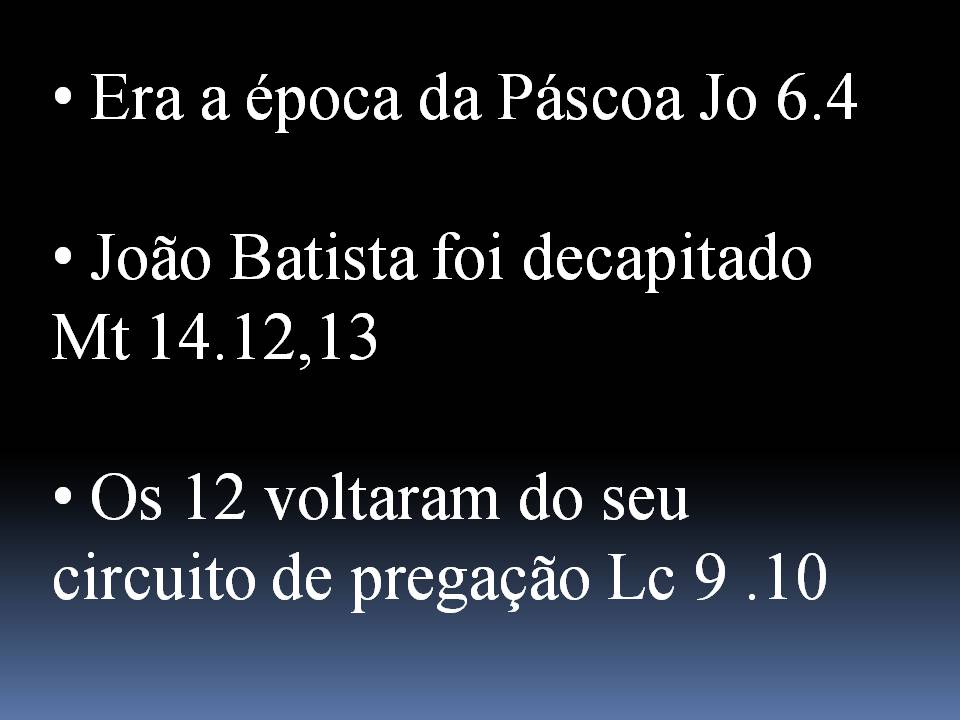 • Era a época da Páscoa Jo 6.4
• João Batista foi decapitado
Mt 14.12,13
• Os 12 voltaram do seu
circuito de pregação Lc 9 .10